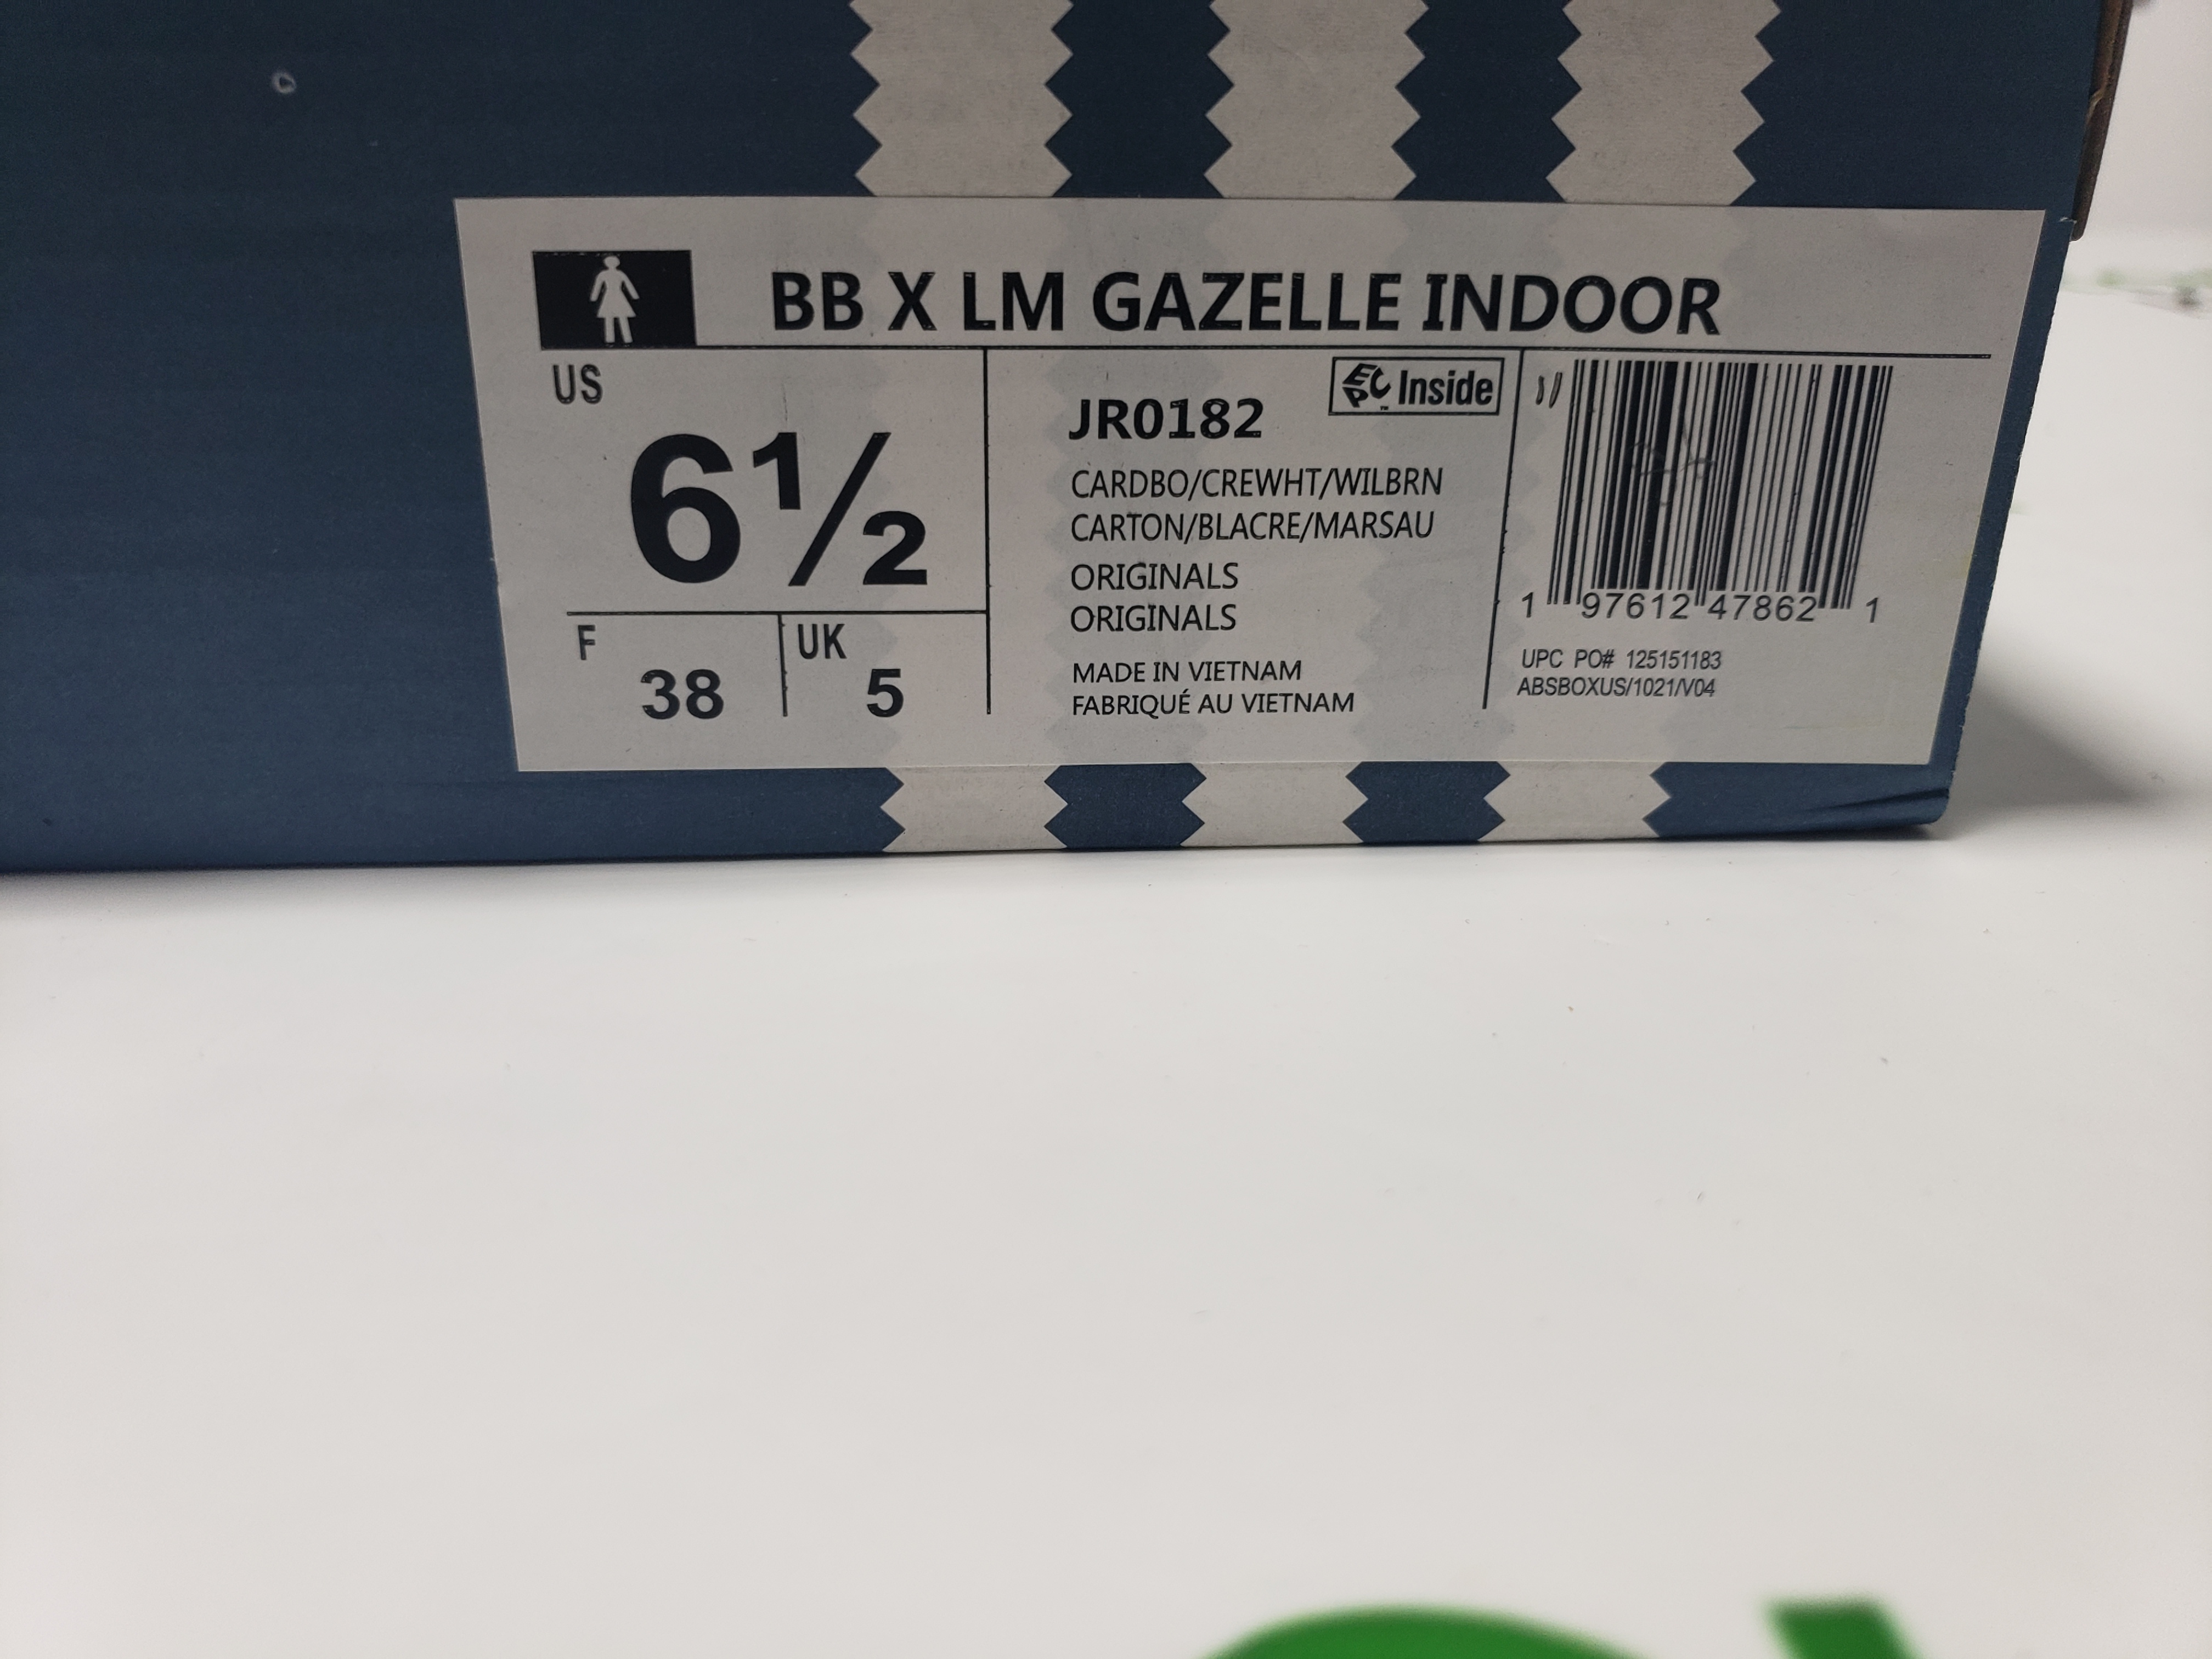 BB X LM GAZELLE INDOOR
US
6½
F
38
UK
5
JR0182
EPC Inside
CARDBO/CREWHT/WILBRN
CARTON/BLACRE/MARSAU
ORIGINALS
ORIGINALS
MADE IN VIETNAM
FABRIQUÉ AU VIETNAM
1 97612 47862 1
UPC PO# 125151183
ABSBOXUS/1021/V04